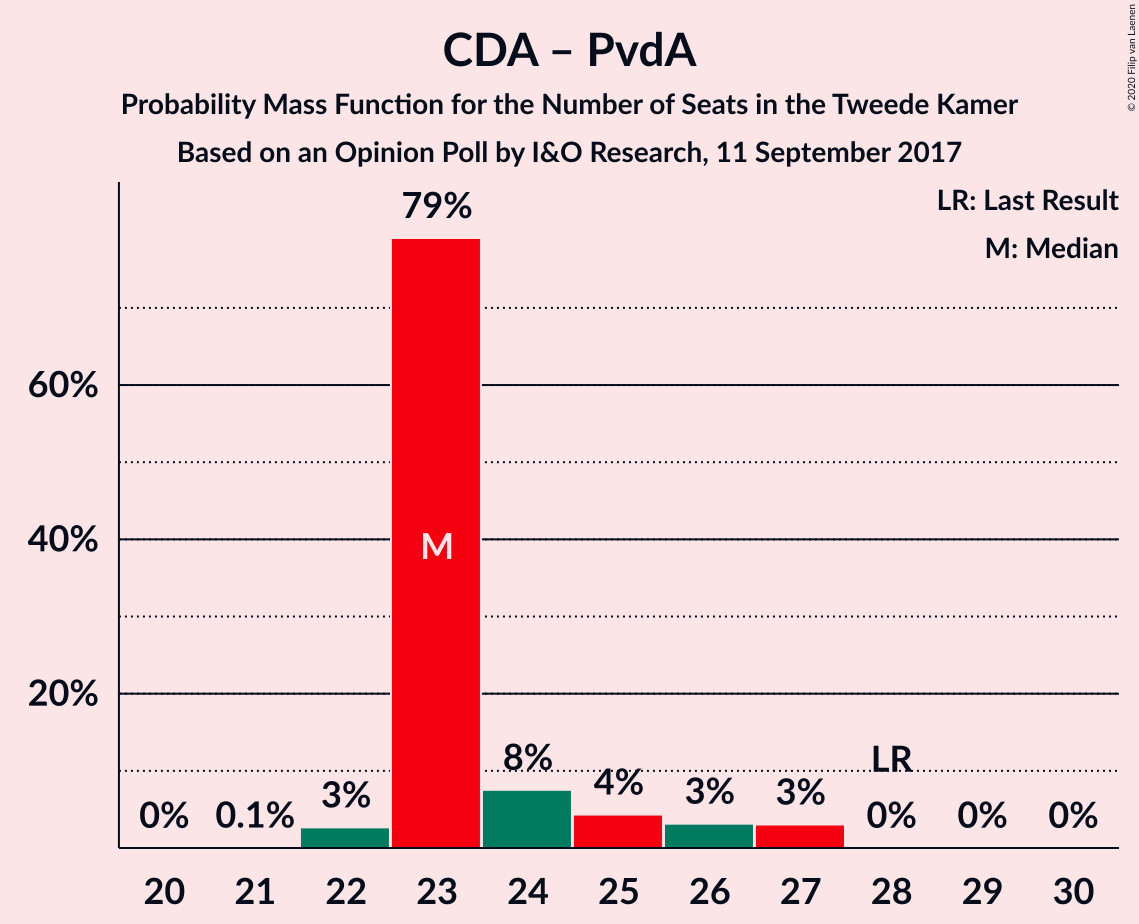 CDA – PvdA
Probability Mass Function for the Number of Seats in the Tweede Kamer
Based on an Opinion Poll by I&O Research, 11 September 2017
© 2020 Filip van Laenen
LR: Last Result
M: Median
60%
40%
20%
0%
0.1%
3%
79%
M
8%
4%
3%
3%
LR
0%
0%
0%
20 21 22 23 24 25 26 27 28 29 30